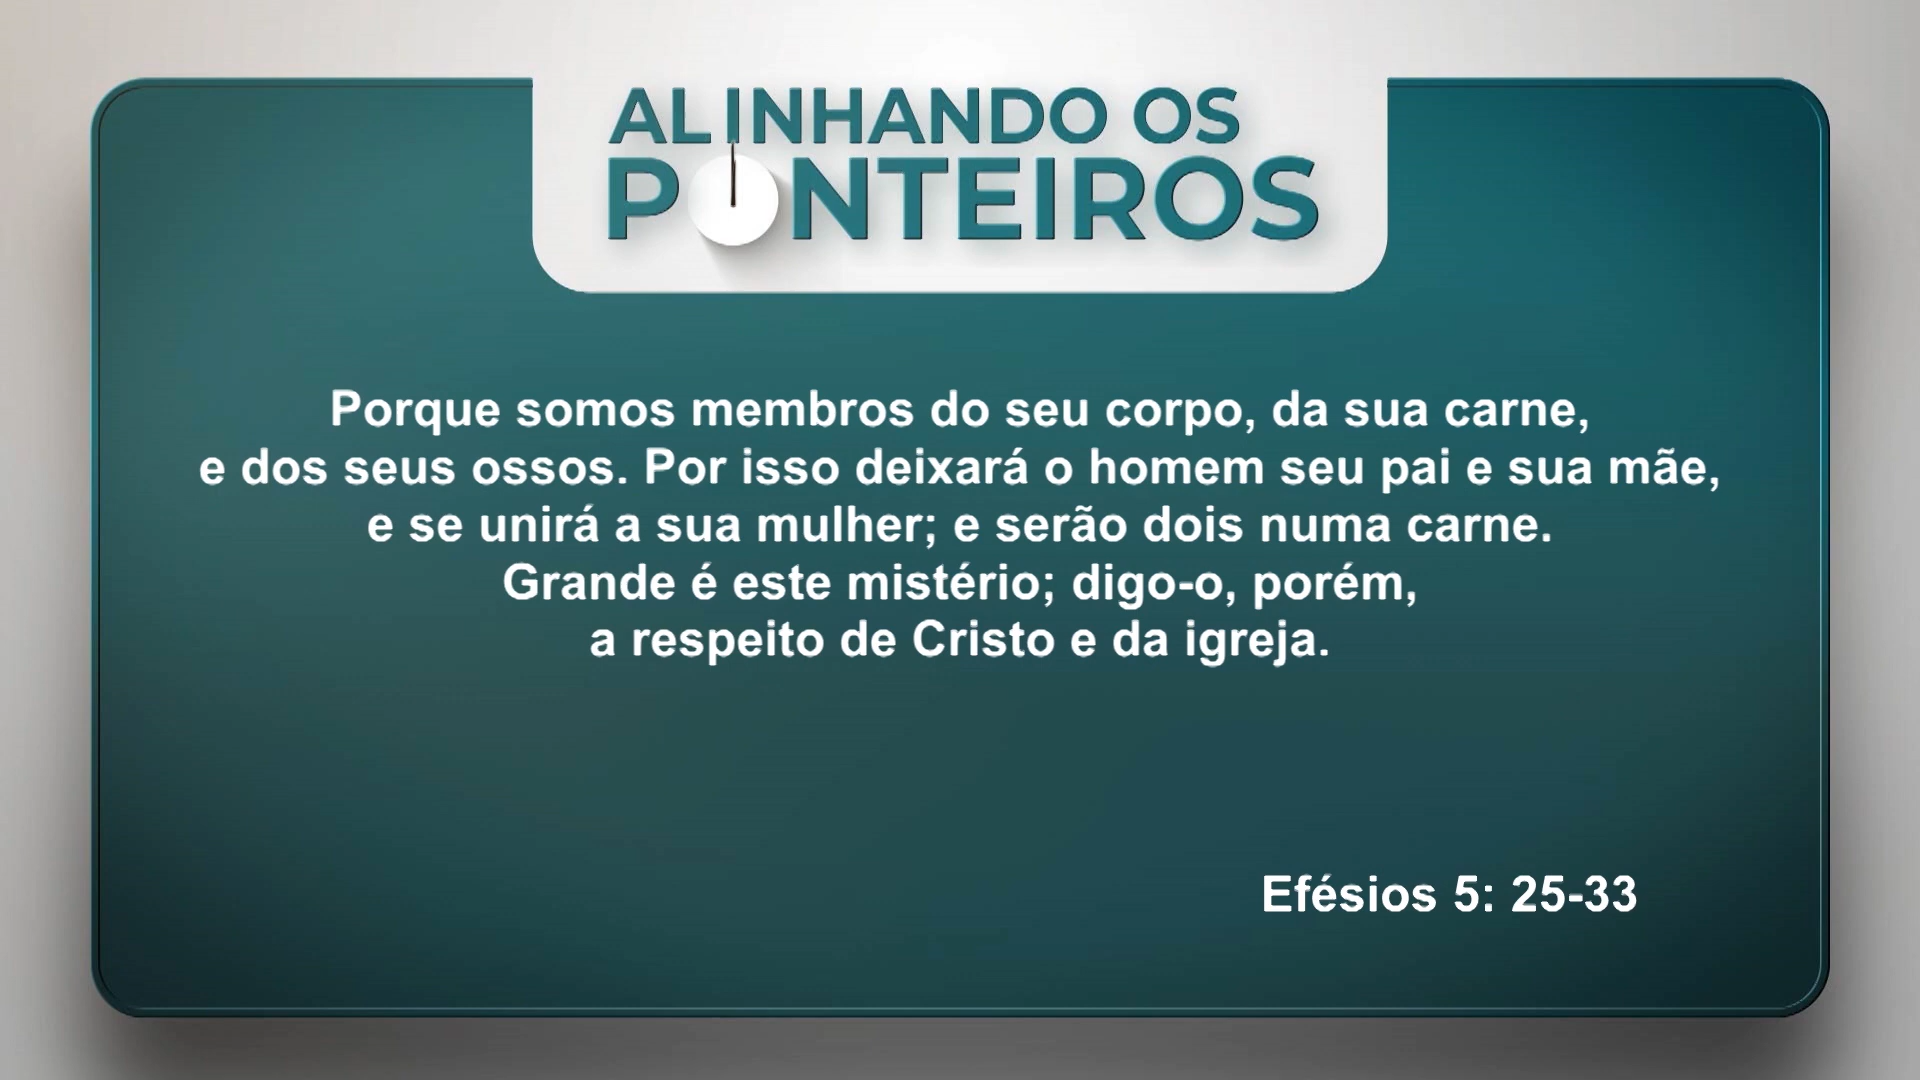 ALINHANDO OS
PONTEIROS
Porque somos membros do seu corpo, da sua carne,
e dos seus ossos. Por isso deixará o homem seu pai e sua mãe,
e se unirá a sua mulher; e serão dois numa carne.
Grande é este mistério; digo-o, porém,
a respeito de Cristo e da igreja.
Efésios 5: 25-33